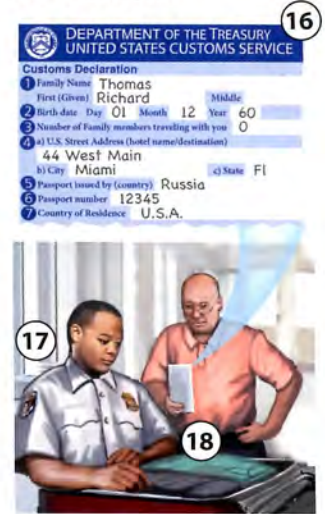 16
DEPARTMENT OF THE TREASURY
UNITED STATES CUSTOMS SERVICE
Customs Declaration
1 Family Name Thomas
First (Given) Richard Middle
2 Birth date Day 01 Month 12 Year 60
3 Number of Family members traveling with you 0
4 a) U.S. Street Address (hotel name/destination)
44 West Main
b) City Miami c) State Fl
5 Passport issued by (country) Russia
6 Passport number 12345
7 Country of Residence U.S.A.
17
18